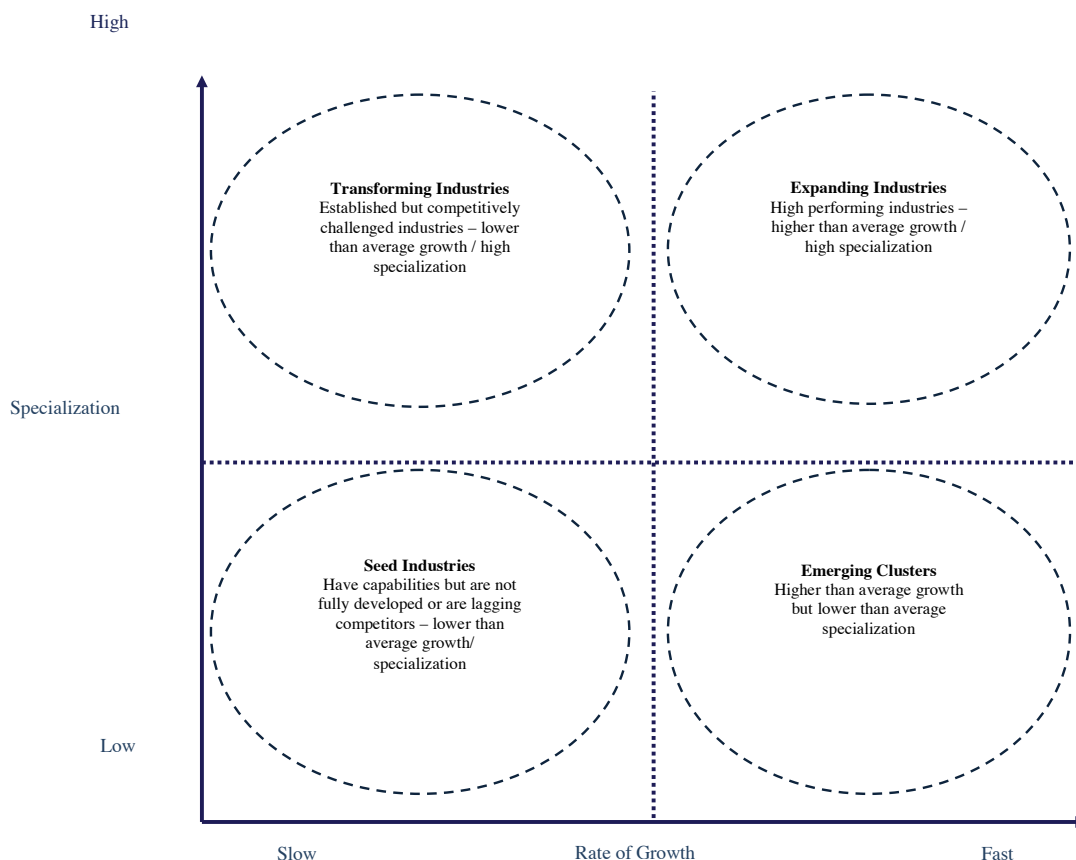 High
Transforming Industries
Established but competitively
challenged industries – lower
than average growth / high
specialization
Expanding Industries
High performing industries –
higher than average growth /
high specialization
Specialization
Seed Industries
Have capabilities but are not
fully developed or are lagging
competitors – lower than
average growth/
specialization
Emerging Clusters
Higher than average growth
but lower than average
specialization
Low
Slow
Rate of Growth
Fast